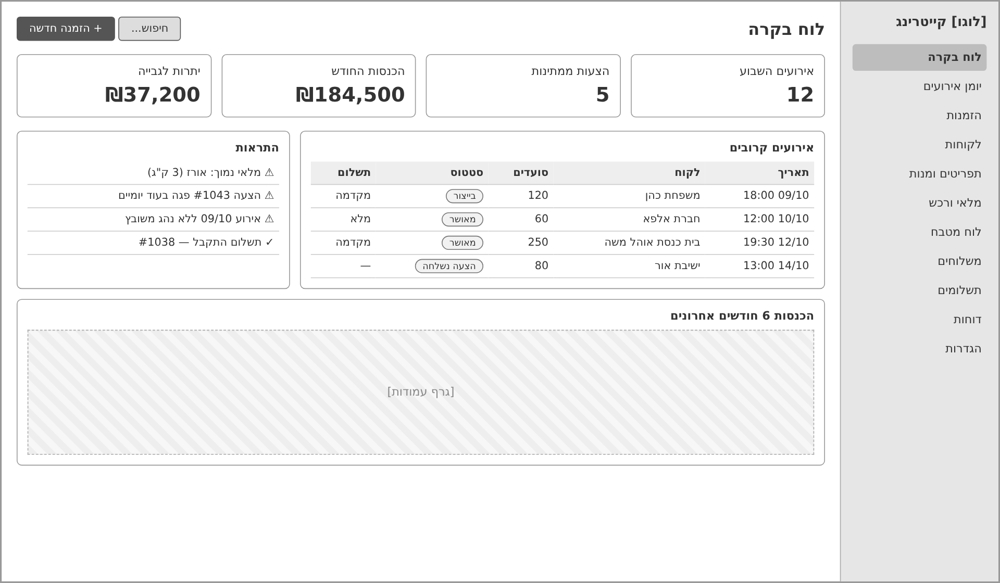 [לוגו] קייטרינג
לוח בקרה
יומן אירועים
הזמנות
לקוחות
תפריטים ומנות
מלאי ורכש
לוח מטבח
משלוחים
תשלומים
דוחות
הגדרות
לוח בקרה
חיפוש...
+ הזמנה חדשה
אירועים השבוע
12
הצעות ממתינות
5
הכנסות החודש
₪184,500
יתרות לגבייה
₪37,200
אירועים קרובים
תאריך לקוח סועדים סטטוס תשלום
09/10 18:00 משפחת כהן 120 בייצור מקדמה
10/10 12:00 חברת אלפא 60 מאושר מלא
12/10 19:30 בית כנסת אוהל משה 250 מאושר מקדמה
14/10 13:00 ישיבת אור 80 הצעה נשלחה —
התראות
⚠ מלאי נמוך: אורז (3 ק"ג)
⚠ הצעה #1043 פגה בעוד יומיים
⚠ אירוע 09/10 ללא נהג משובץ
✓ תשלום התקבל — #1038
הכנסות 6 חודשים אחרונים
[גרף עמודות]